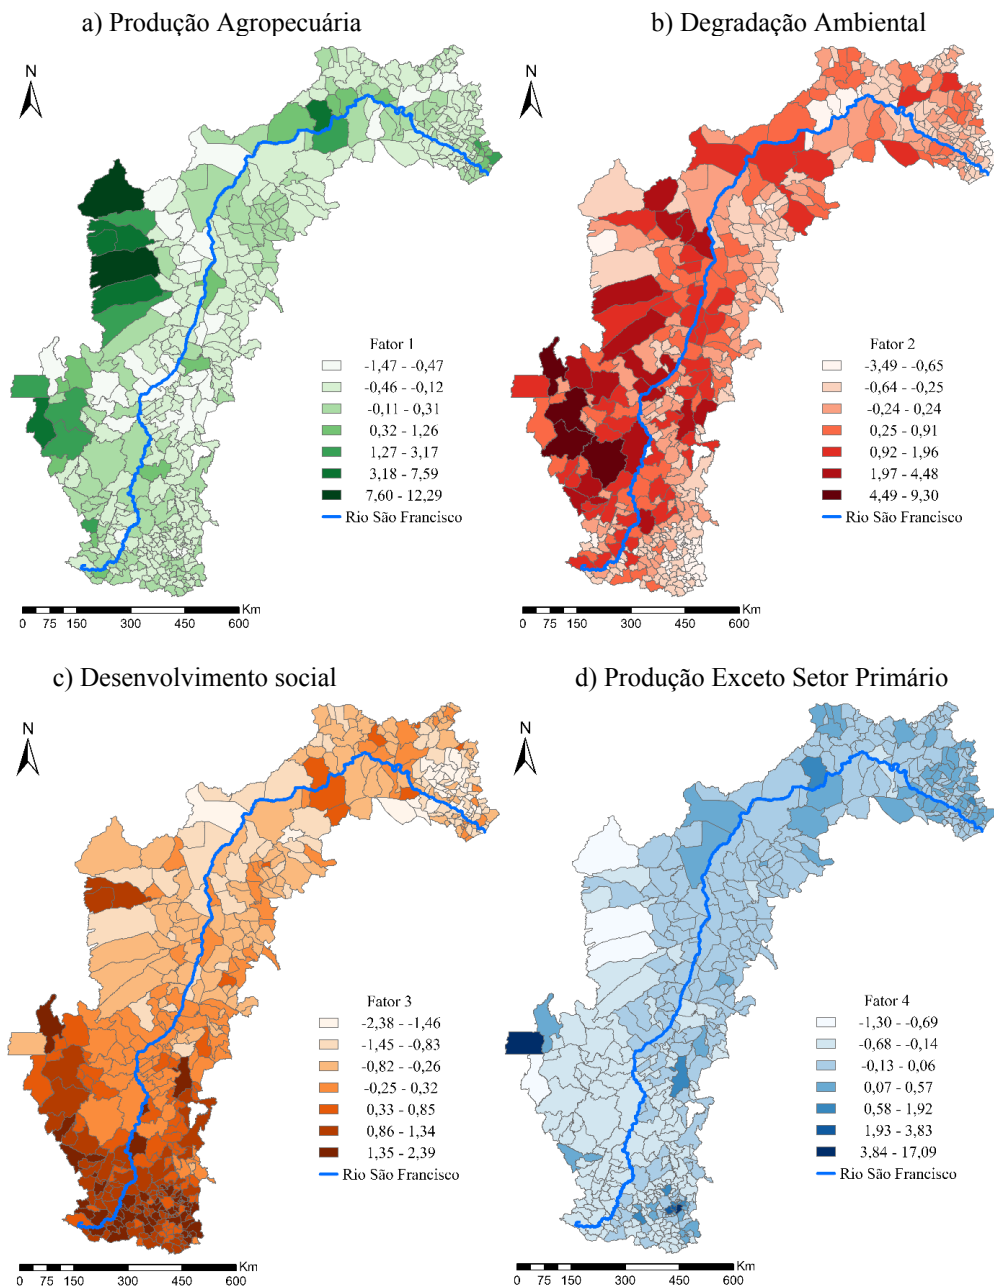 a) Produção Agropecuária
N
Fator 1
-1,47 - -0,47
-0,46 - -0,12
-0,11 - 0,31
0,32 - 1,26
1,27 - 3,17
3,18 - 7,59
7,60 - 12,29
Rio São Francisco
Km
0 75 150 300 450 600
b) Degradação Ambiental
N
Fator 2
-3,49 - -0,65
-0,64 - -0,25
-0,24 - 0,24
0,25 - 0,91
0,92 - 1,96
1,97 - 4,48
4,49 - 9,30
Rio São Francisco
Km
0 75 150 300 450 600
c) Desenvolvimento social
N
Fator 3
-2,38 - -1,46
-1,45 - -0,83
-0,82 - -0,26
-0,25 - 0,32
0,33 - 0,85
0,86 - 1,34
1,35 - 2,39
Rio São Francisco
Km
0 75 150 300 450 600
d) Produção Exceto Setor Primário
N
Fator 4
-1,30 - -0,69
-0,68 - -0,14
-0,13 - 0,06
0,07 - 0,57
0,58 - 1,92
1,93 - 3,83
3,84 - 17,09
Rio São Francisco
Km
0 75 150 300 450 600